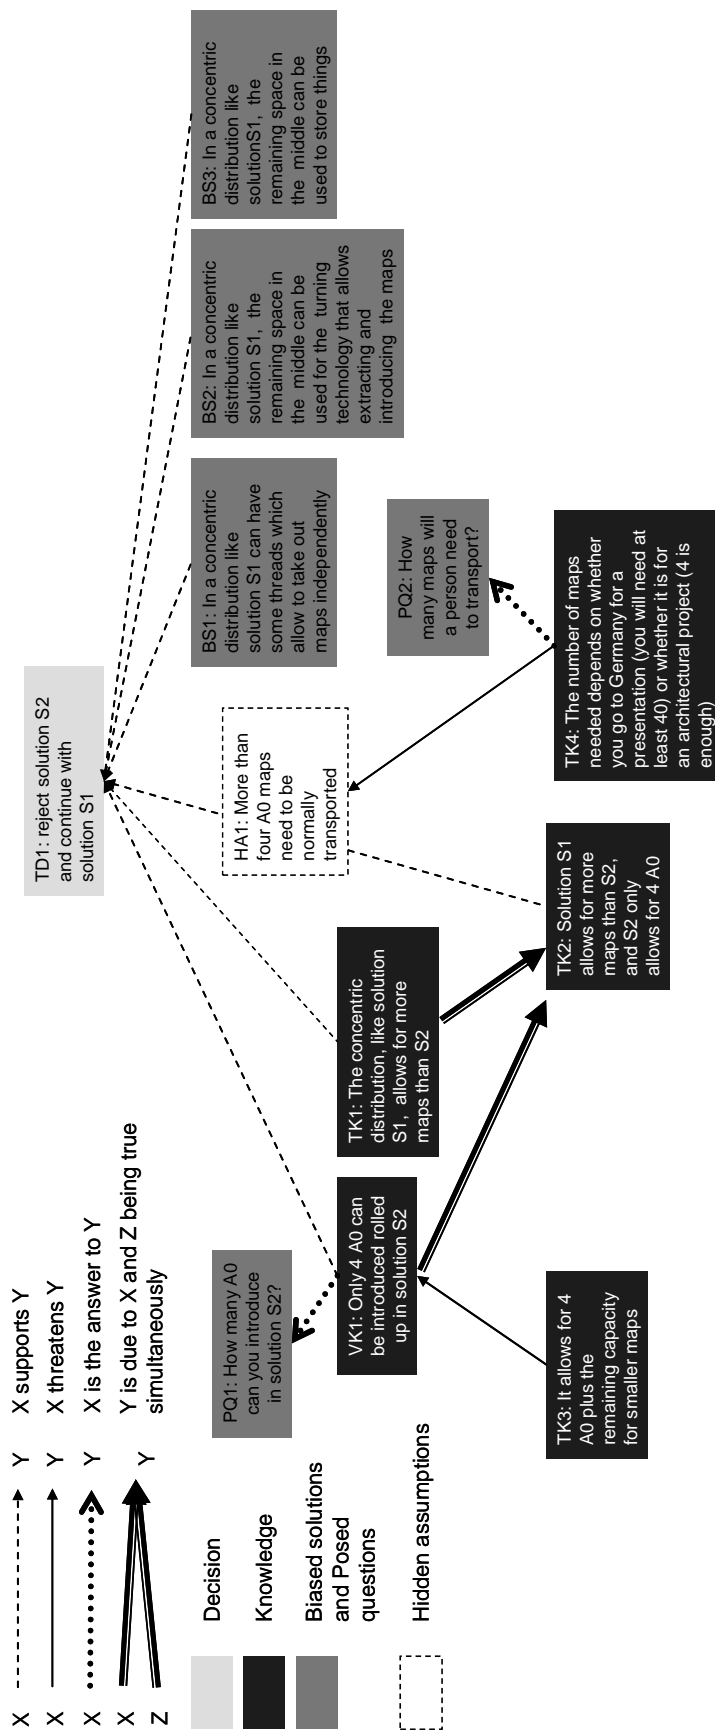 X
Y
X supports Y
X
Y
X threatens Y
X
Y
X is the answer to Y
X
Z
Y
Y is due to X and Z being true
simultaneously
Decision
Knowledge
Biased solutions
and Posed
questions
Hidden assumptions
TD1: reject solution S2
and continue with
solution S1
PQ1: How many A0
can you introduce
in solution S2?
VK1: Only 4 A0 can
be introduced rolled
up in solution S2
TK3: It allows for 4
A0 plus the
remaining capacity
for smaller maps
TK1: The concentric
distribution, like solution
S1, allows for more
maps than S2
TK2: Solution S1
allows for more
maps than S2,
and S2 only
allows for 4 A0
HA1: More than
four A0 maps
need to be
normally
transported
BS1: In a concentric
distribution like
solution S1 can have
some threads which
allow to take out
maps independently
PQ2: How
many maps will
a person need
to transport?
TK4: The number of maps
needed depends on whether
you go to Germany for a
presentation (you will need at
least 40) or whether it is for
an architectural project (4 is
enough)
BS2: In a concentric
distribution like
solution S1, the
remaining space in
the middle can be
used for the turning
technology that allows
extracting and
introducing the maps
BS3: In a concentric
distribution like
solutionS1, the
remaining space in
the middle can be
used to store things